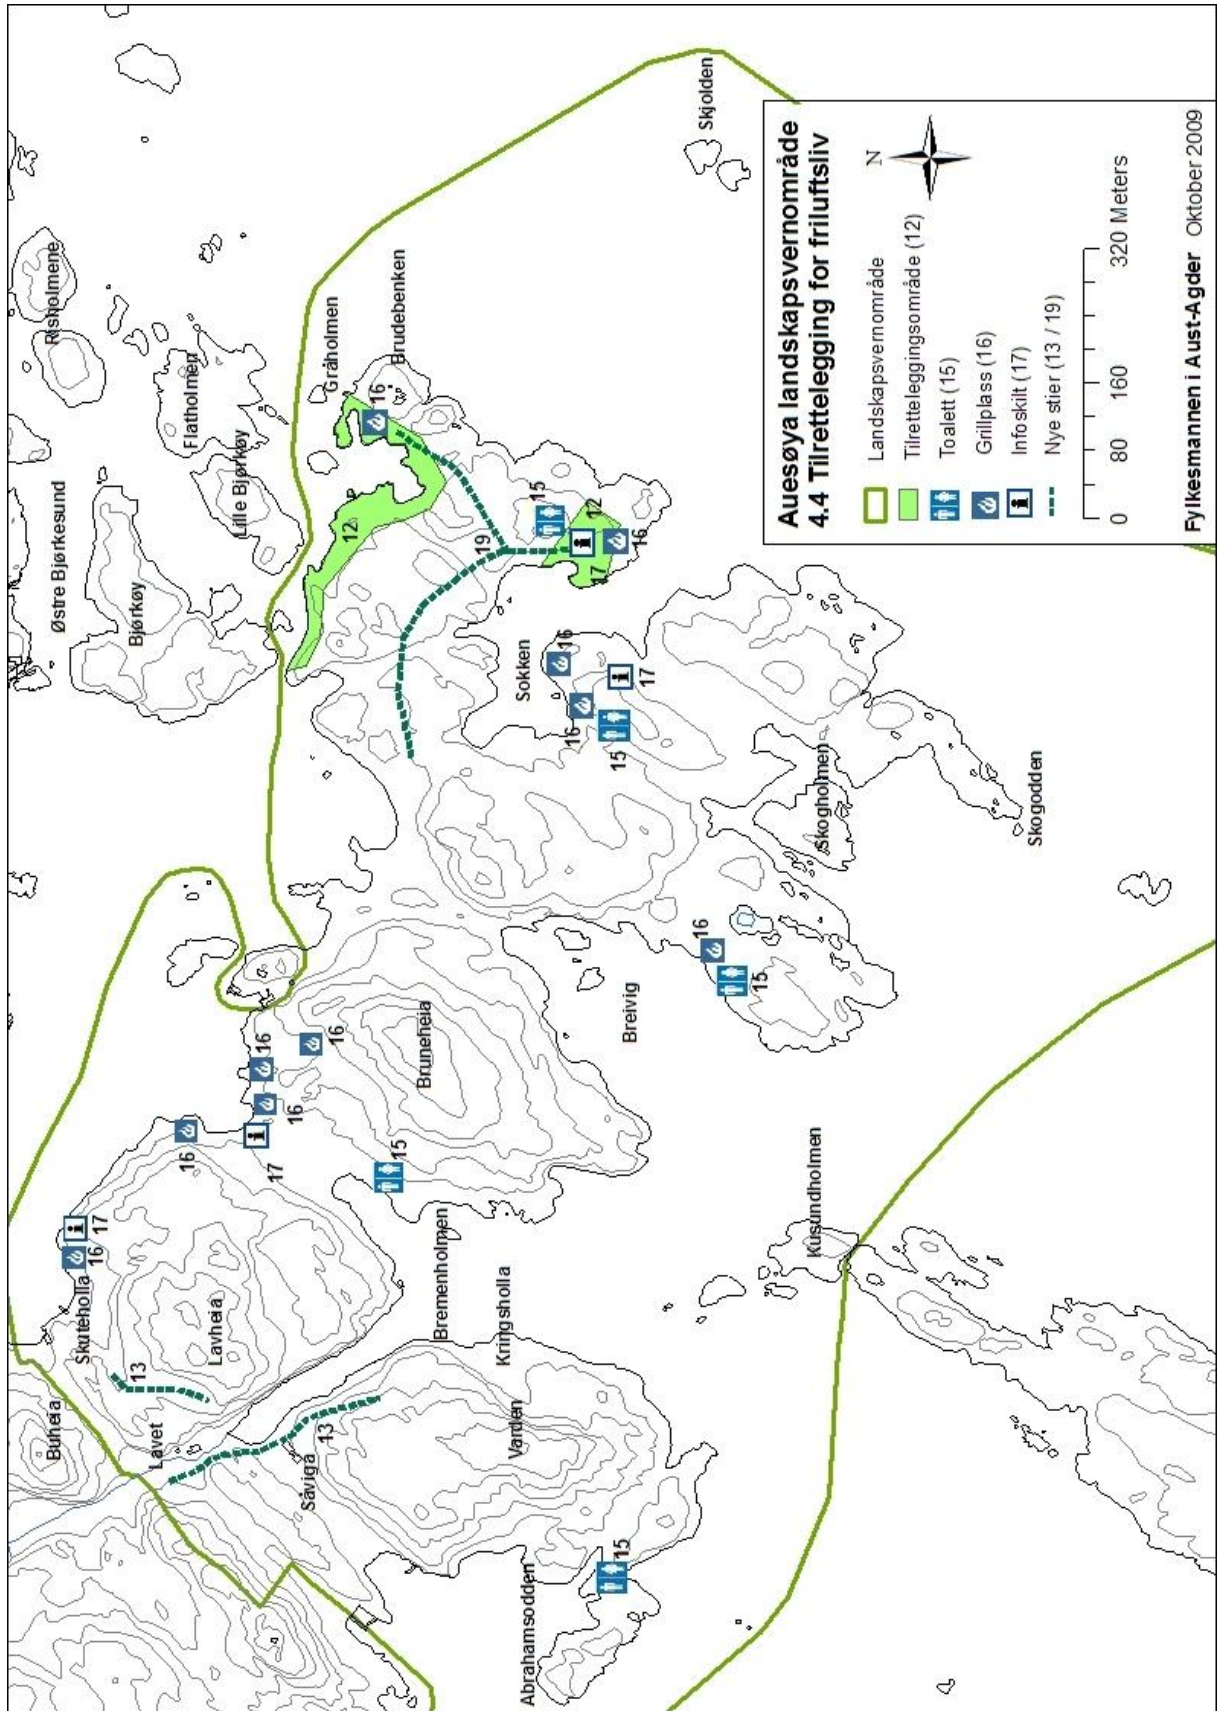 Auesøya landskapsvernområde
4.4 Tilrettelegging for friluftsliv
N
Landskapsvernområde
Tilretteleggingsområde (12)
Toalett (15)
Grillplass (16)
Infoskilt (17)
Nye stier (13 / 19)
0 80 160 320 Meters
Fylkesmannen i Aust-Agder Oktober 2009
Buheia
Lavet
Skuteholla
16
17
13
Lavheia
16
17
16
16
16
Såviga
13
15
Bruneheia
Bremenholmen
Kringsholla
Varden
Abrahamsodden
15
Breivig
16
15
Kusundholmen
Østre Bjørkesund
Bjørkøy
Risholmene
Flatholmen
Lille Bjørkøy
Gråholmen
Brudebenken
16
12
19
15
12
17
16
Sokken
16
16
17
15
Skogholmen
Skogodden
Skjolden